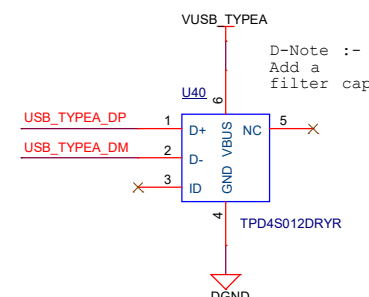 VUSB_TYPEA
D-Note :-
Add a
filter cap
U40
6
USB_TYPEA_DP
1
D+
VBUS
NC
5
USB_TYPEA_DM
2
D-
3
ID
GND
4
TPD4S012DRYR
DGND